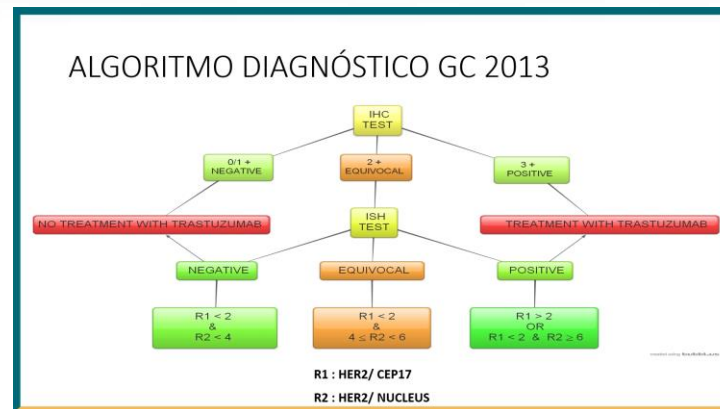 ALGORITMO DIAGNÓSTICO GC 2013
IHC
TEST
0/1 +
NEGATIVE
2 +
EQUIVOCAL
3 +
POSITIVE
NO TREATMENT WITH TRASTUZUMAB
ISH
TEST
TREATMENT WITH TRASTUZUMAB
NEGATIVE
EQUIVOCAL
POSITIVE
R1 < 2
&
R2 < 4
R1 < 2
&
4 ≤ R2 < 6
R1 > 2
OR
R1 < 2 & R2 ≥ 6
R1 : HER2/ CEP17
R2 : HER2/ NUCLEUS